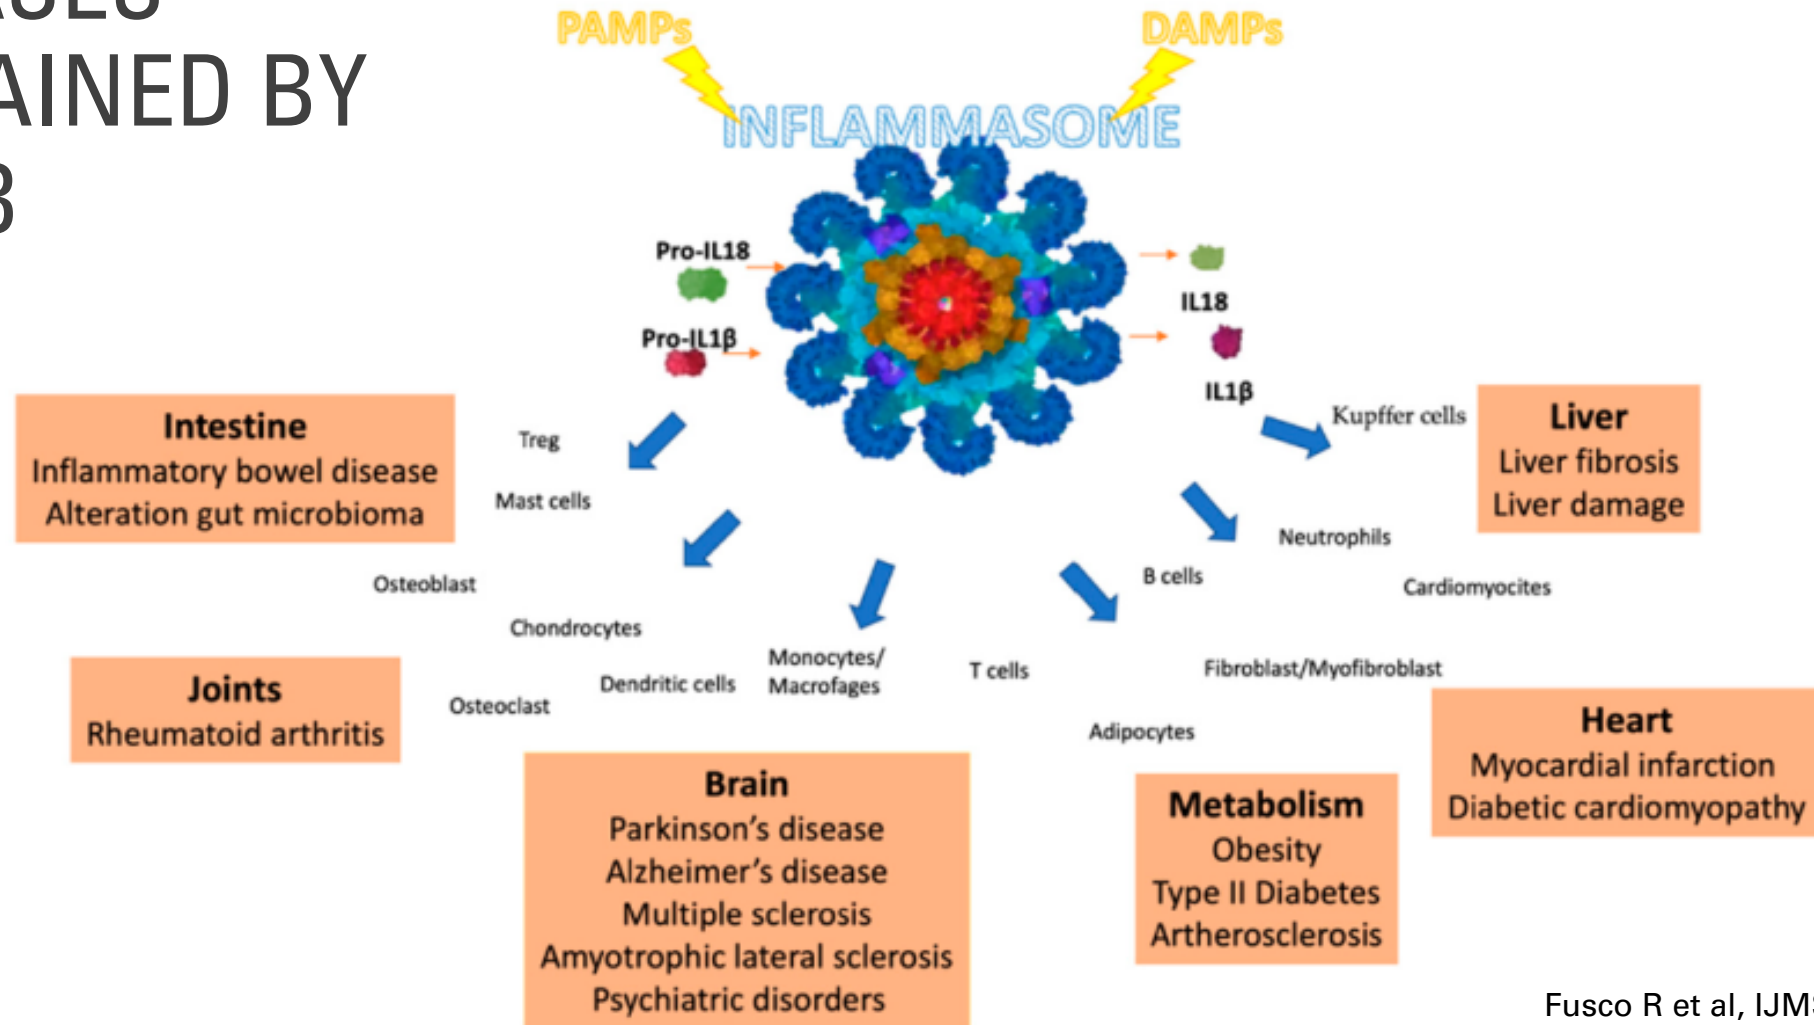 AINED BY
PAMPs
DAMPs
INFLAMMASOME
Pro-IL18
Pro-IL1β
IL18
IL1β
Intestine
Inflammatory bowel disease
Alteration gut microbioma
Treg
Mast cells
Kupffer cells
Liver
Liver fibrosis
Liver damage
Neutrophils
B cells
Cardiomyocites
Osteoblast
Chondrocytes
Dendritic cells
Monocytes/
Macrofages
T cells
Fibroblast/Myofibroblast
Osteoclast
Adipocytes
Joints
Rheumatoid arthritis
Brain
Parkinson’s disease
Alzheimer’s disease
Multiple sclerosis
Amyotrophic lateral sclerosis
Psychiatric disorders
Metabolism
Obesity
Type II Diabetes
Artherosclerosis
Heart
Myocardial infarction
Diabetic cardiomyopathy
Fusco R et al, IJMS